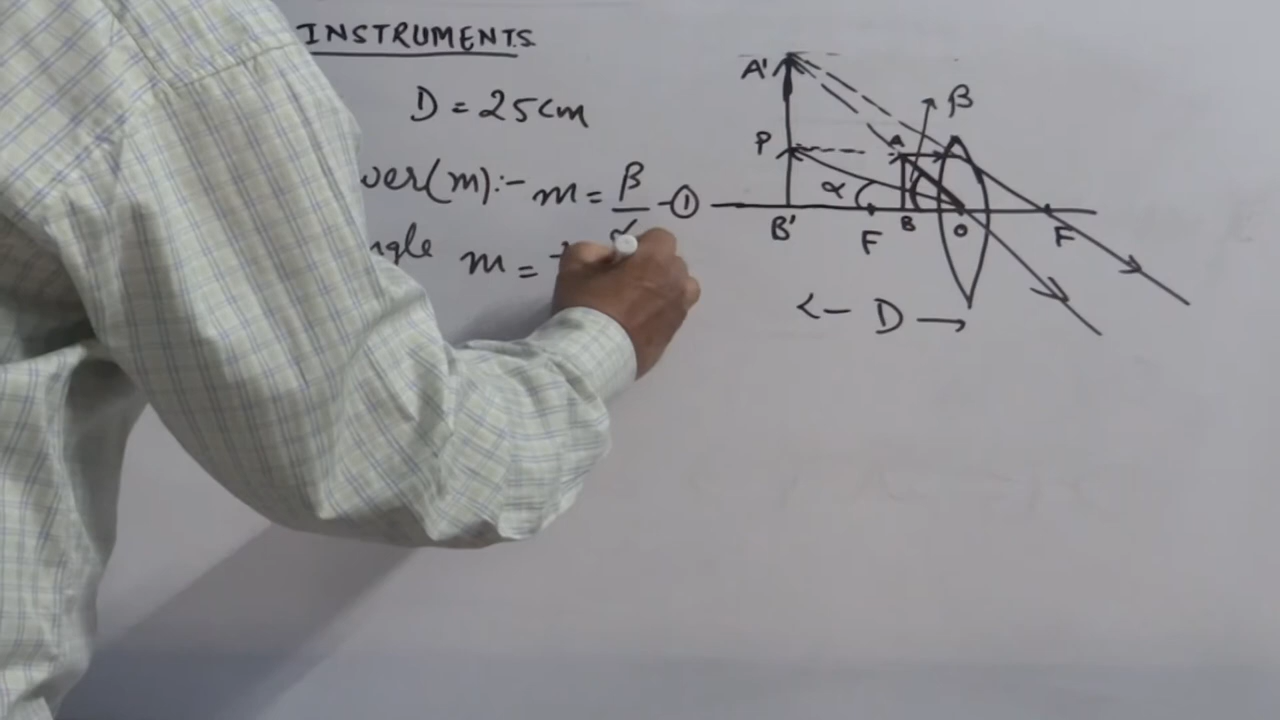 INSTRUMENTS
D = 25cm
wer(m):- m = β/α -①
ngle m =
A'
P
α
B'
F
B
A
β
O
F
<- D ->